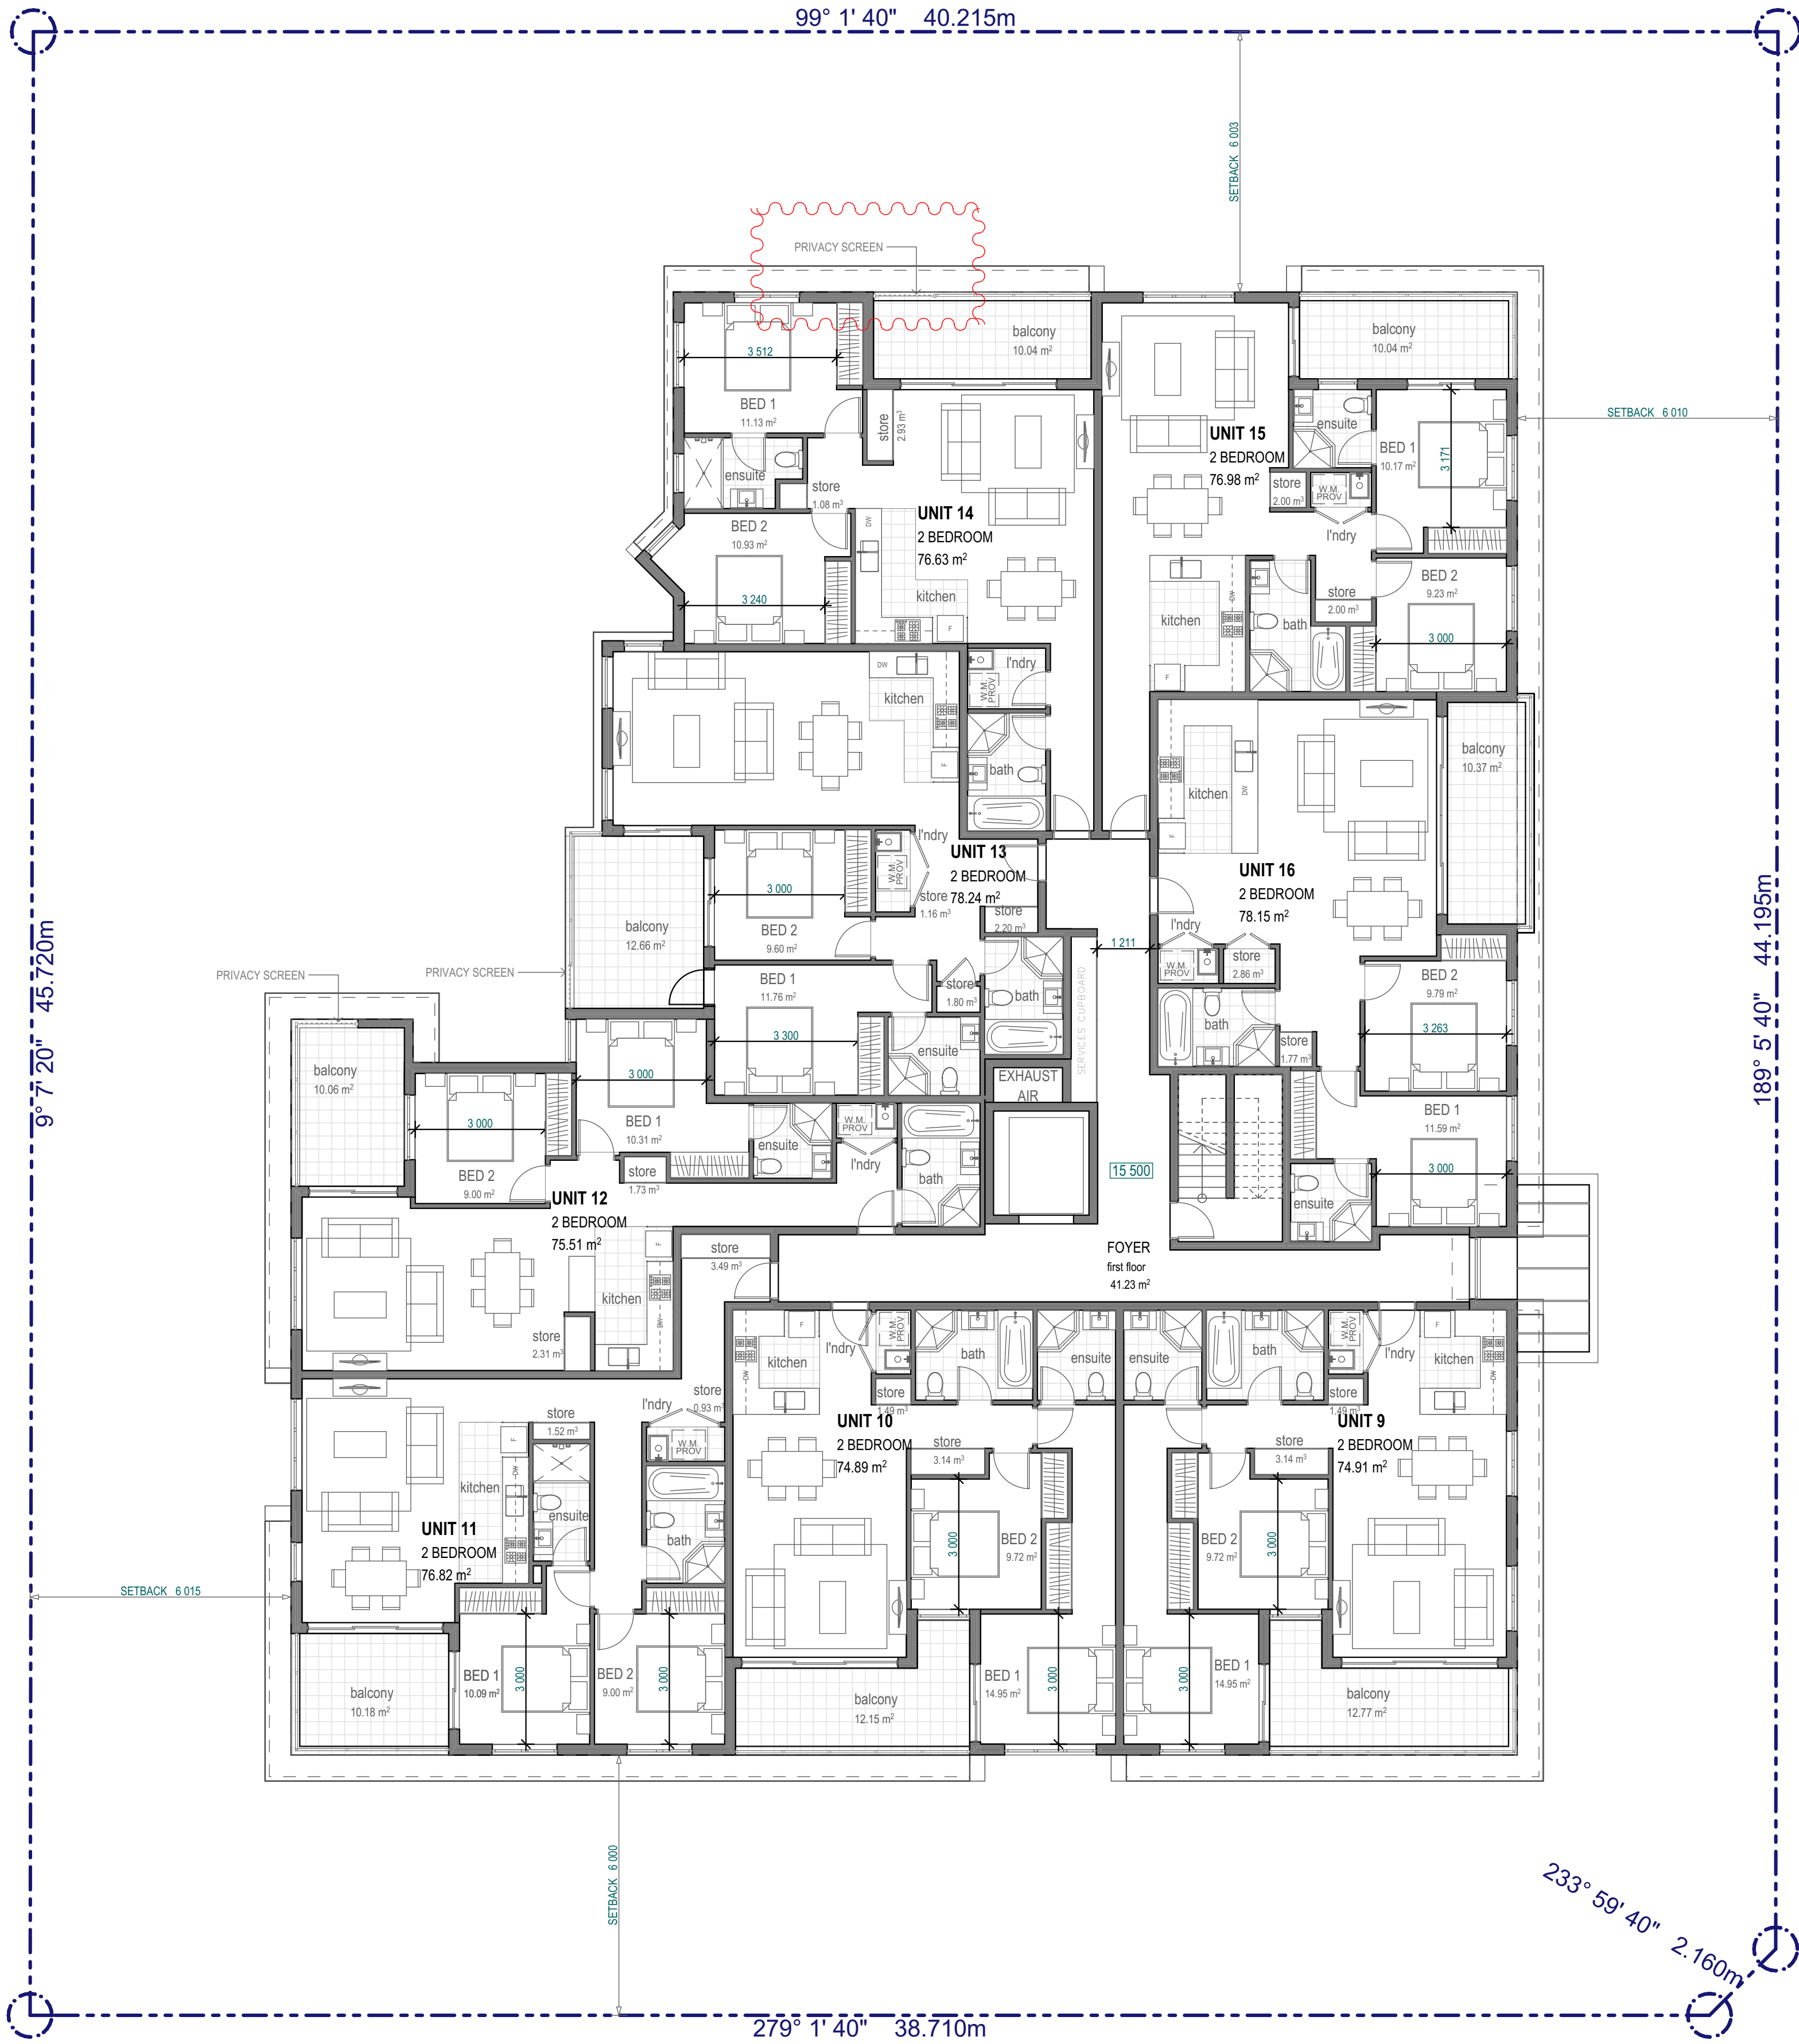 99° 1' 40" 40.215m
SETBACK 6 003
PRIVACY SCREEN
balcony
10.04 m²
balcony
10.04 m²
3 512
BED 1
11.13 m²
store
2.93 m³
SETBACK 6 010
UNIT 15
2 BEDROOM
76.98 m²
ensuite
BED 1
10.17 m²
3 171
ensuite
store
1.08 m³
store
2.00 m³
W.M.
PROV
l'ndry
UNIT 14
2 BEDROOM
76.63 m²
BED 2
10.93 m²
DW
3 240
kitchen
F
BED 2
9.23 m²
store
2.00 m³
DW
kitchen
bath
3 000
F
l'ndry
W.M.
PROV
DW
kitchen
F
bath
kitchen
DW
F
balcony
10.37 m²
l'ndry
W.M.
PROV
UNIT 13
2 BEDROOM
78.24 m²
store
1.16 m³
store
2.20 m³
3 000
BED 2
9.60 m²
balcony
12.66 m²
UNIT 16
2 BEDROOM
78.15 m²
9° 7' 20" 45.720m
189° 5' 40" 44.195m
PRIVACY SCREEN
PRIVACY SCREEN
1 211
l'ndry
W.M.
PROV
store
2.86 m³
BED 1
11.76 m²
store
1.80 m³
bath
SERVICES CUPBOARD
BED 2
9.79 m²
bath
3 263
3 300
ensuite
store
1.77 m³
balcony
10.06 m²
3 000
EXHAUST
AIR
3 000
BED 1
10.31 m²
BED 2
9.00 m²
ensuite
W.M.
PROV
l'ndry
bath
BED 1
11.59 m²
3 000
15 500
store
1.73 m³
ensuite
UNIT 12
2 BEDROOM
75.51 m²
F
kitchen
DW
store
3.49 m³
store
2.31 m³
FOYER
first floor
41.23 m²
F
kitchen
DW
W.M.
PROV
l'ndry
bath
ensuite
ensuite
bath
W.M.
PROV
l'ndry
F
kitchen
DW
store
1.49 m³
store
1.49 m³
l'ndry
store
0.93 m³
W.M.
PROV
store
1.52 m³
F
DW
kitchen
ensuite
bath
UNIT 10
2 BEDROOM
74.89 m²
store
3.14 m³
store
3.14 m³
UNIT 9
2 BEDROOM
74.91 m²
UNIT 11
2 BEDROOM
76.82 m²
3 000
BED 2
9.72 m²
BED 2
9.72 m²
3 000
SETBACK 6 015
BED 1
10.09 m²
3 000
BED 2
9.00 m²
3 000
balcony
10.18 m²
balcony
12.15 m²
BED 1
14.95 m²
3 000
3 000
BED 1
14.95 m²
balcony
12.77 m²
SETBACK 6 000
233° 59' 40" 2.160m
279° 1' 40" 38.710m